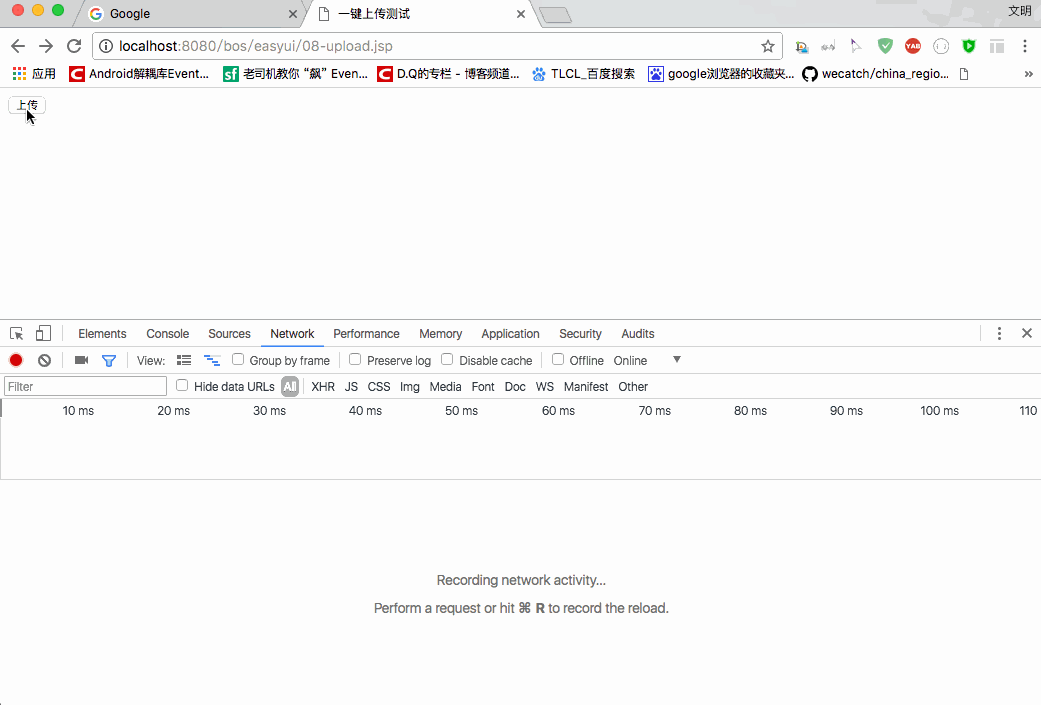 Google 一键上传测试 文明
localhost:8080/bos/easyui/08-upload.jsp YAB
应用 Android解耦库Event... sf 老司机教你“飙” Even... D.Q的专栏 - 博客频道... TLCL_百度搜索 google浏览器的收藏夹... wecatch/china_regio... »
上传
Elements Console Sources Network Performance Memory Application Security Audits
View: Group by frame Preserve log Disable cache Offline Online
Filter Hide data URLs All XHR JS CSS Img Media Font Doc WS Manifest Other
10 ms 20 ms 30 ms 40 ms 50 ms 60 ms 70 ms 80 ms 90 ms 100 ms 110
Recording network activity...
Perform a request or hit ⌘ R to record the reload.